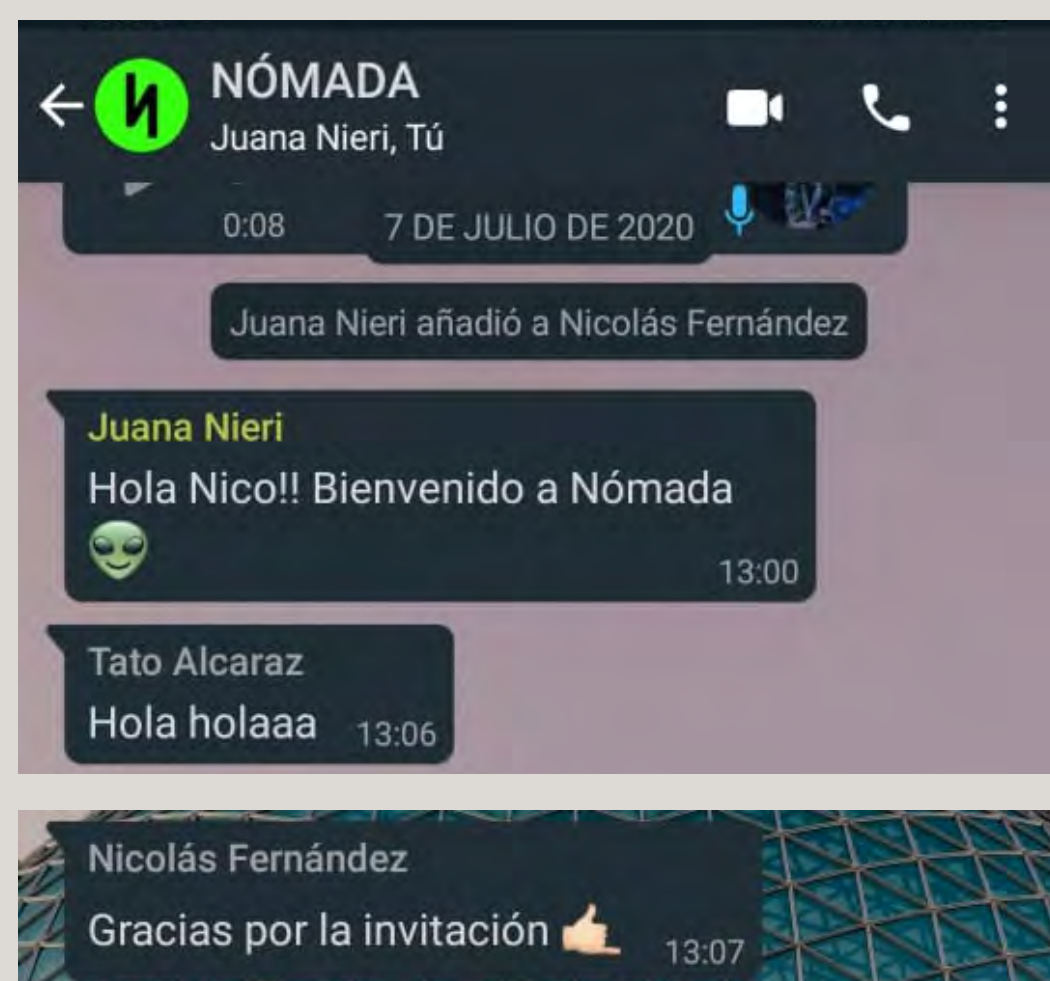 NÓMADA
Juana Nieri, Tú
0:08
7 DE JULIO DE 2020
Juana Nieri añadió a Nicolás Fernández
Juana Nieri
Hola Nico!! Bienvenido a Nómada
👽
13:00
Tato Alcaraz
Hola holaaa 13:06
Nicolás Fernández
Gracias por la invitación 🤙🏻 13:07